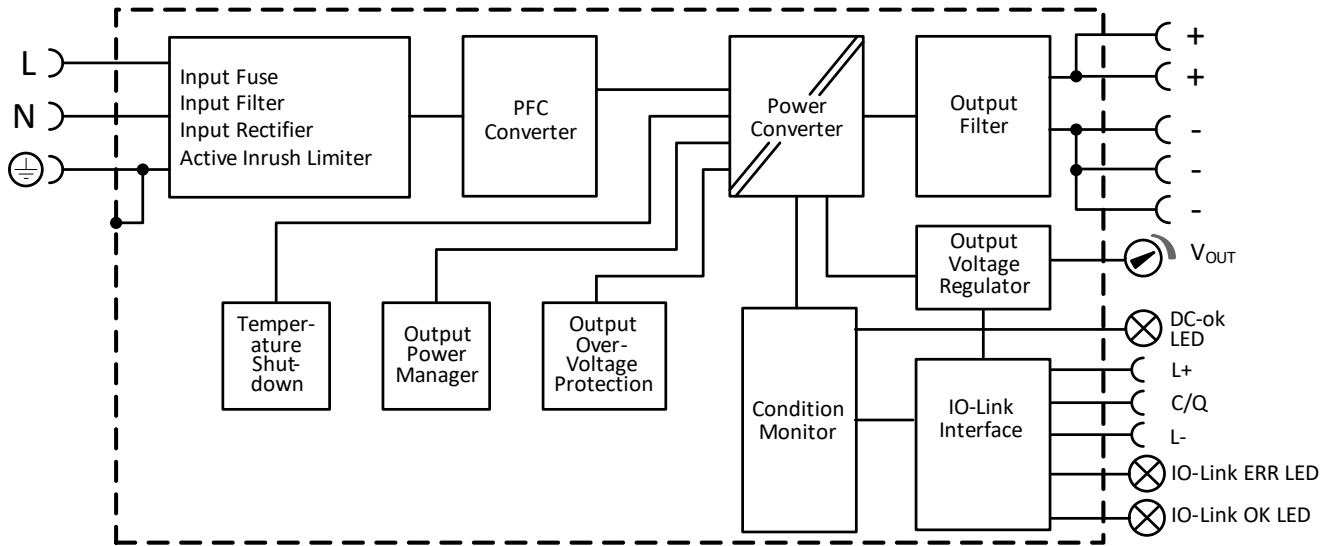 L
N
Input Fuse
Input Filter
Input Rectifier
Active Inrush Limiter
PFC
Converter
Power
Converter
Output
Filter
+
+
-
-
-
Temper-
ature
Shut-
down
Output
Power
Manager
Output
Over-
Voltage
Protection
Output
Voltage
Regulator
VOUT
Condition
Monitor
IO-Link
Interface
DC-ok
LED
L+
C/Q
L-
IO-Link ERR LED
IO-Link OK LED